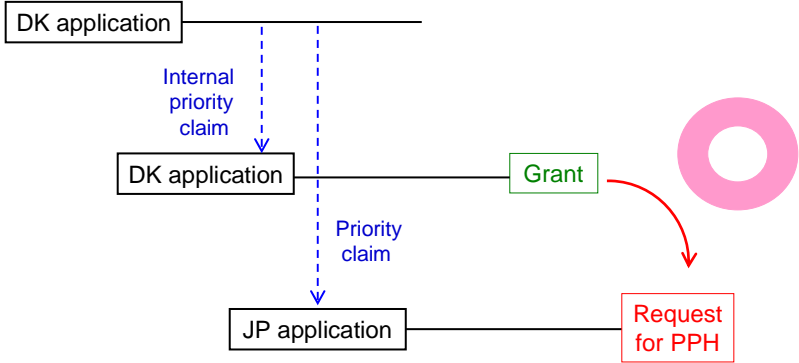 DK application
Internal
priority
claim
DK application
Grant
Priority
claim
JP application
Request
for PPH